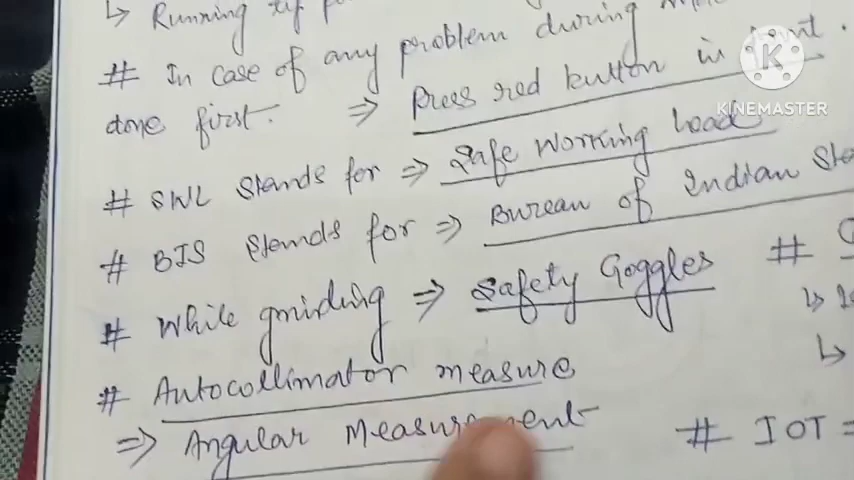 ↳ Running
# In case of any problem during
done first. ⇒ Press red button in front.
# SWL stands for ⇒ Safe Working Load
# BIS stands for ⇒ Bureau of Indian
# While grinding ⇒ Safety Goggles
# Autocollimator measure
⇒ Angular Measurement
#
↳
↳
# IOT =
KINEMASTER